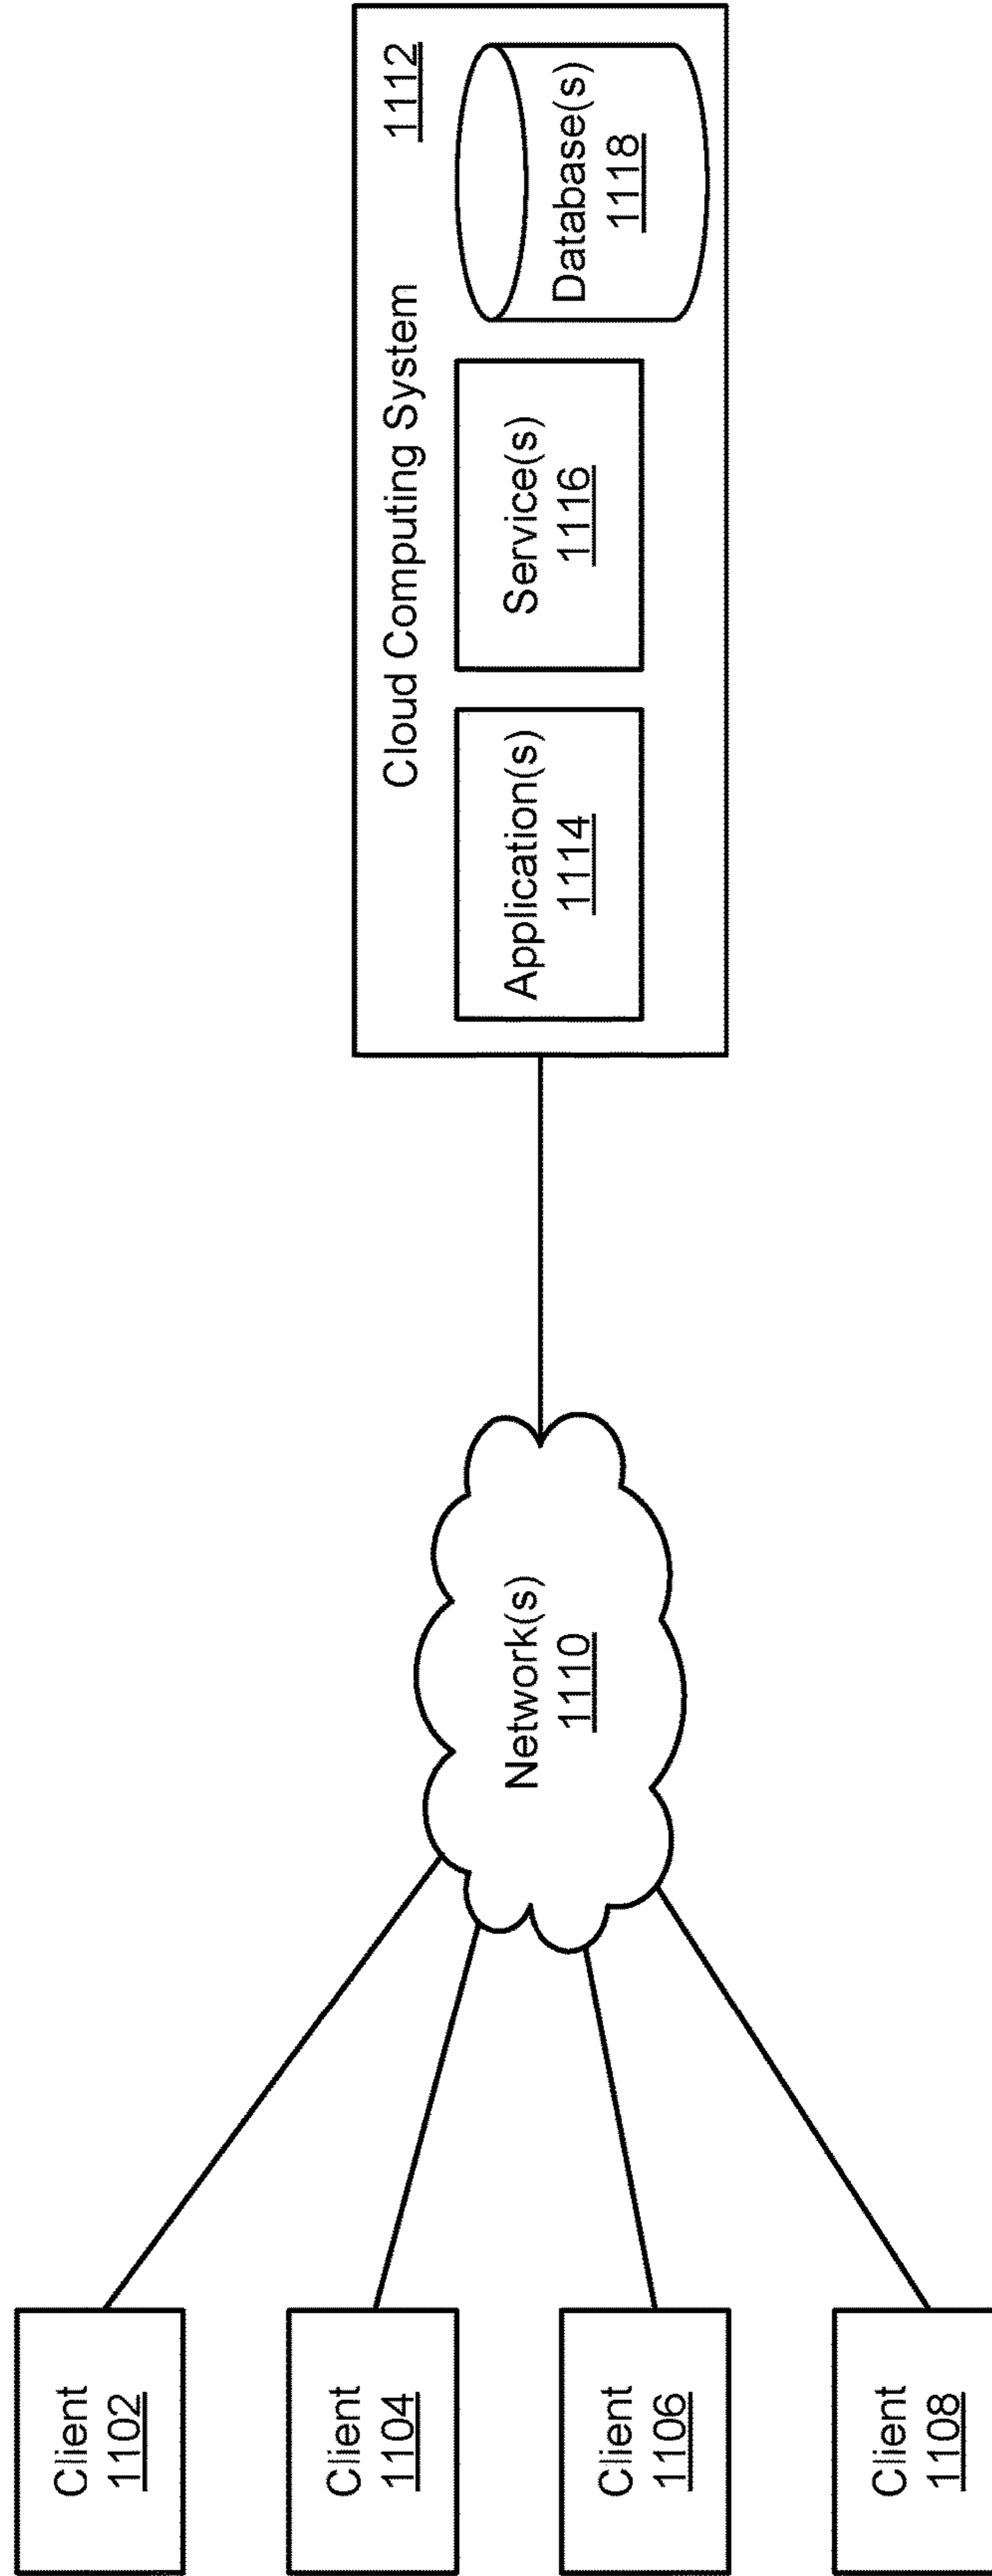 Client
1102
Client
1104
Client
1106
Client
1108
Network(s)
1110
Cloud Computing System
1112
Application(s)
1114
Service(s)
1116
Database(s)
1118